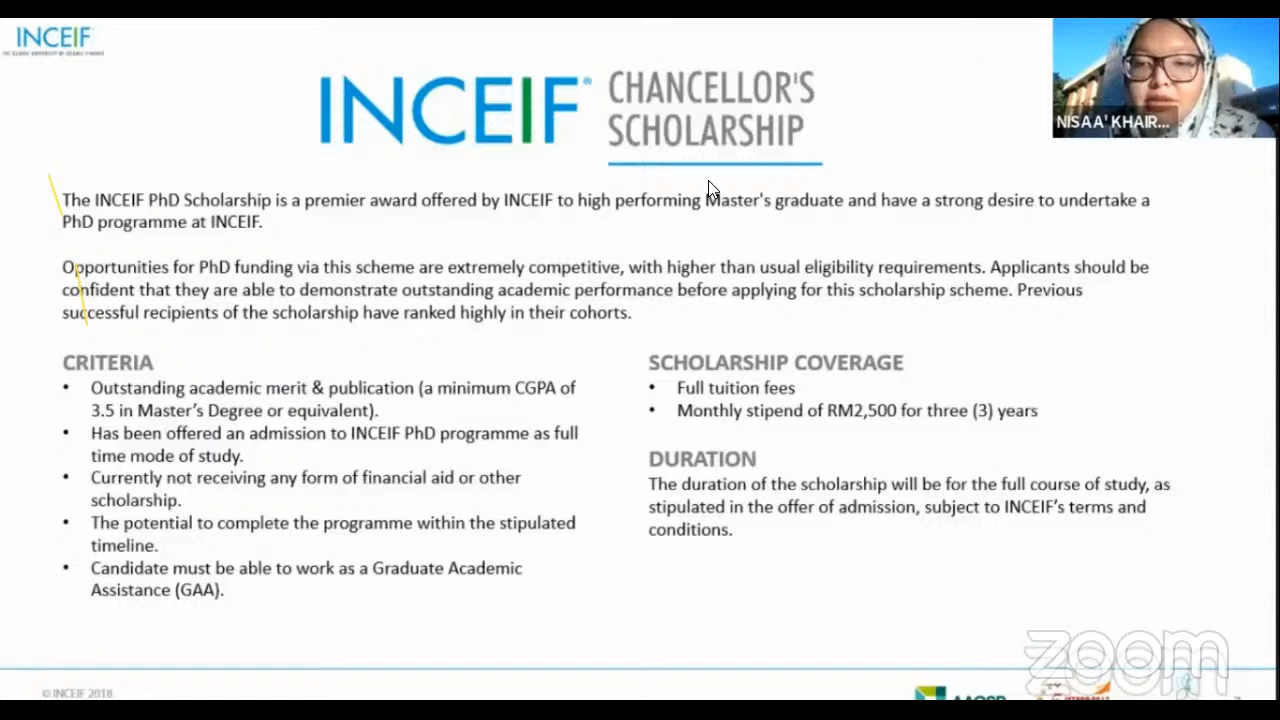 INCEIF
INCEIF
CHANCELLOR'S
SCHOLARSHIP
NISAA' KHAIR...
The INCEIF PhD Scholarship is a premier award offered by INCEIF to high performing Master's graduate and have a strong desire to undertake a
PhD programme at INCEIF.
Opportunities for PhD funding via this scheme are extremely competitive, with higher than usual eligibility requirements. Applicants should be
confident that they are able to demonstrate outstanding academic performance before applying for this scholarship scheme. Previous
successful recipients of the scholarship have ranked highly in their cohorts.
CRITERIA
• Outstanding academic merit & publication (a minimum CGPA of
3.5 in Master's Degree or equivalent).
• Has been offered an admission to INCEIF PhD programme as full
time mode of study.
• Currently not receiving any form of financial aid or other
scholarship.
• The potential to complete the programme within the stipulated
timeline.
• Candidate must be able to work as a Graduate Academic
Assistance (GAA).
SCHOLARSHIP COVERAGE
• Full tuition fees
• Monthly stipend of RM2,500 for three (3) years
DURATION
The duration of the scholarship will be for the full course of study, as
stipulated in the offer of admission, subject to INCEIF's terms and
conditions.
zoom
© INCEIF 2018